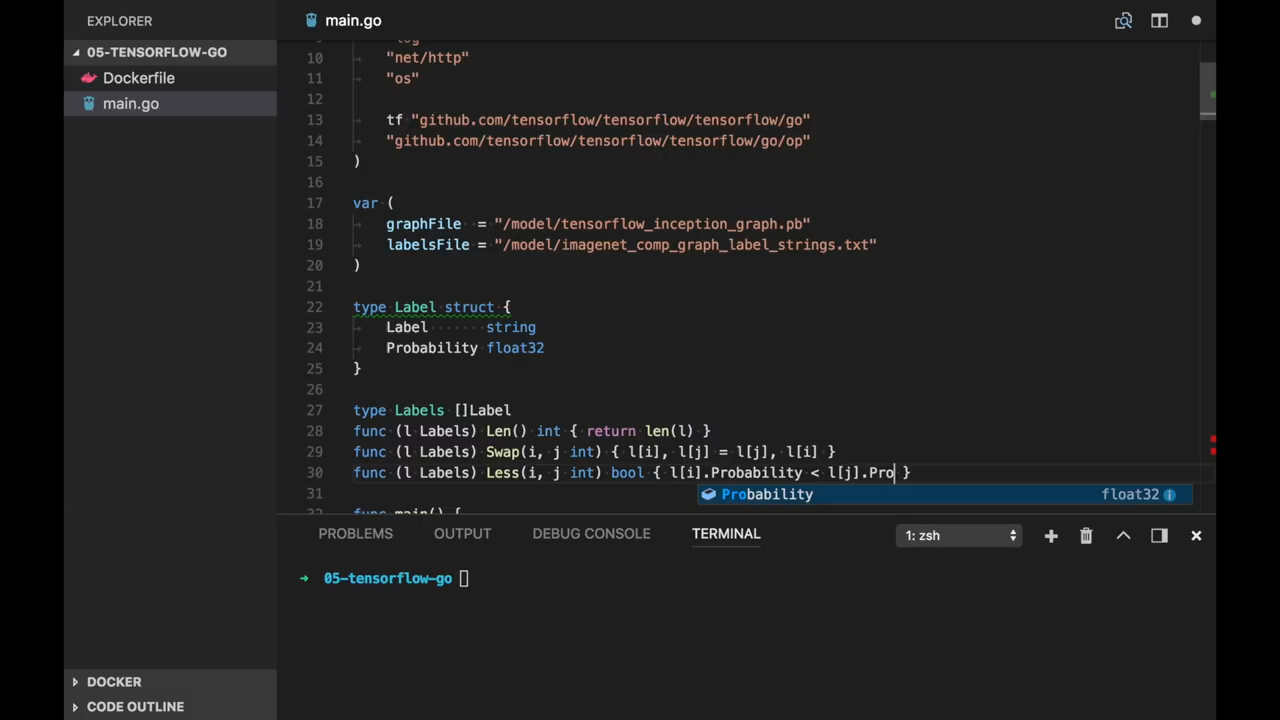 EXPLORER
05-TENSORFLOW-GO
Dockerfile
main.go
DOCKER
CODE OUTLINE
main.go
10 "net/http"
11 "os"
12
13 tf "github.com/tensorflow/tensorflow/tensorflow/go"
14 "github.com/tensorflow/tensorflow/tensorflow/go/op"
15 )
16
17 var (
18 graphFile = "/model/tensorflow_inception_graph.pb"
19 labelsFile = "/model/imagenet_comp_graph_label_strings.txt"
20 )
21
22 type Label struct {
23 Label string
24 Probability float32
25 }
26
27 type Labels []Label
28 func (l Labels) Len() int { return len(l) }
29 func (l Labels) Swap(i, j int) { l[i], l[j] = l[j], l[i] }
30 func (l Labels) Less(i, j int) bool { l[i].Probability < l[j].Pro }
31
Probability float32
func main() {
PROBLEMS OUTPUT DEBUG CONSOLE TERMINAL 1: zsh
→ 05-tensorflow-go